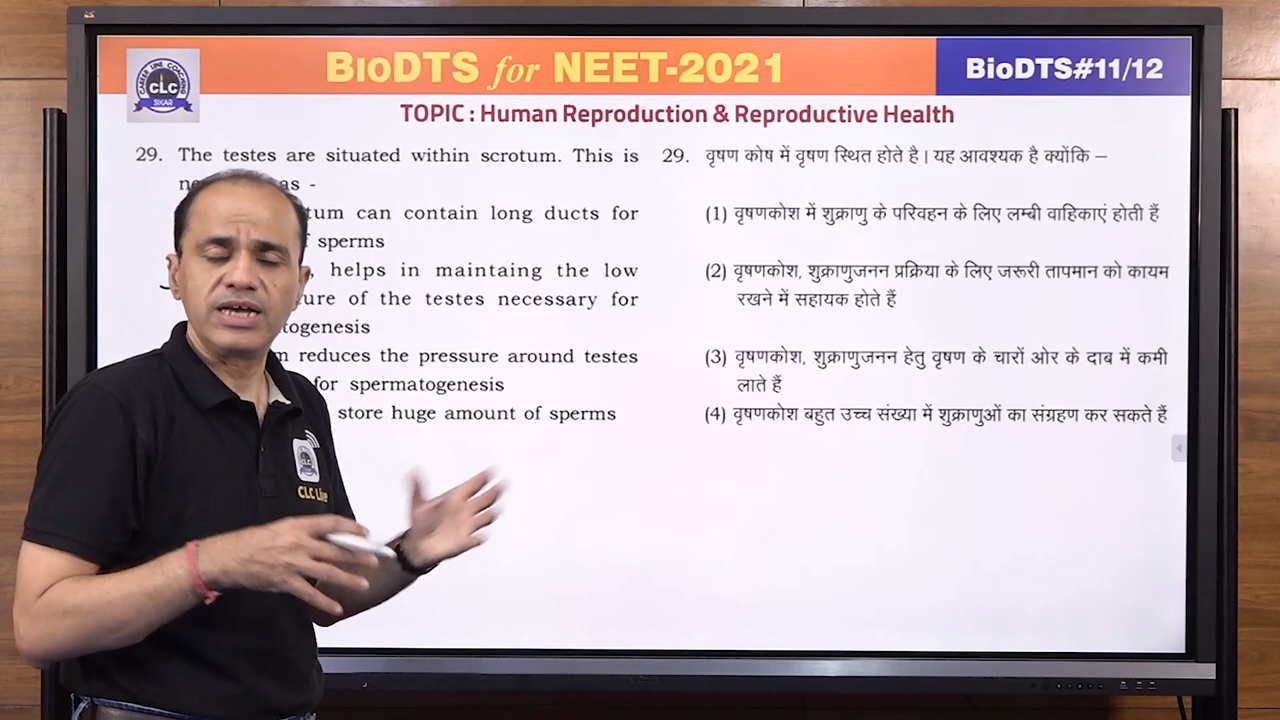 BIODTS for NEET-2021
BioDTS#11/12
CAREER LINE COACHING
CLC
SIKAR
TOPIC : Human Reproduction & Reproductive Health
29. The testes are situated within scrotum. This is
as -
can contain long ducts for
sperms
helps in maintaing the low
of the testes necessary for
reduces the pressure around testes
for spermatogenesis
store huge amount of sperms
29. वृषण कोष में वृषण स्थित होते है। यह आवश्यक है क्योंकि –
(1) वृषणकोश में शुक्राणु के परिवहन के लिए लम्बी वाहिकाएं होती हैं
(2) वृषणकोश, शुक्राणुजनन प्रक्रिया के लिए जरूरी तापमान को कायम
रखने में सहायक होते हैं
(3) वृषणकोश, शुक्राणुजनन हेतु वृषण के चारों ओर के दाब में कमी
लाते हैं
(4) वृषणकोश बहुत उच्च संख्या में शुक्राणुओं का संग्रहण कर सकते हैं
CLC Live